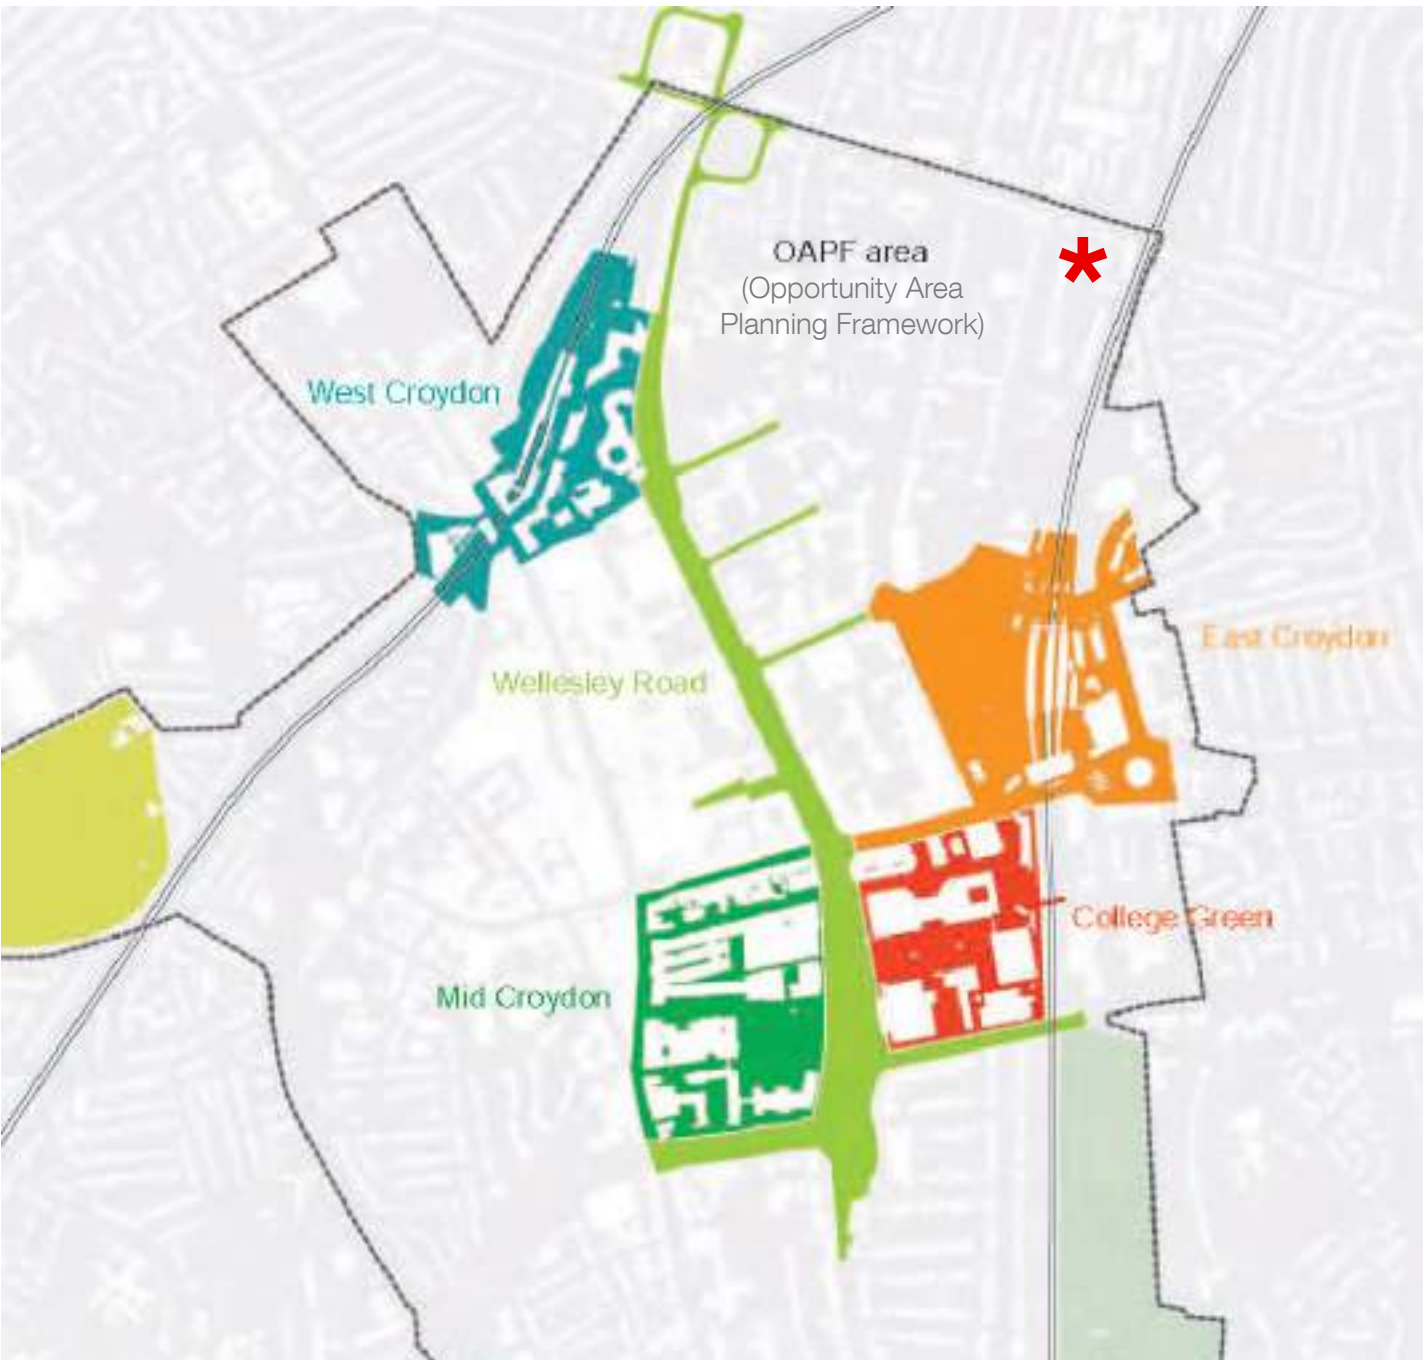 OAPF area
(Opportunity Area
Planning Framework)
West Croydon
East Croydon
Wellesley Road
College Green
Mid Croydon